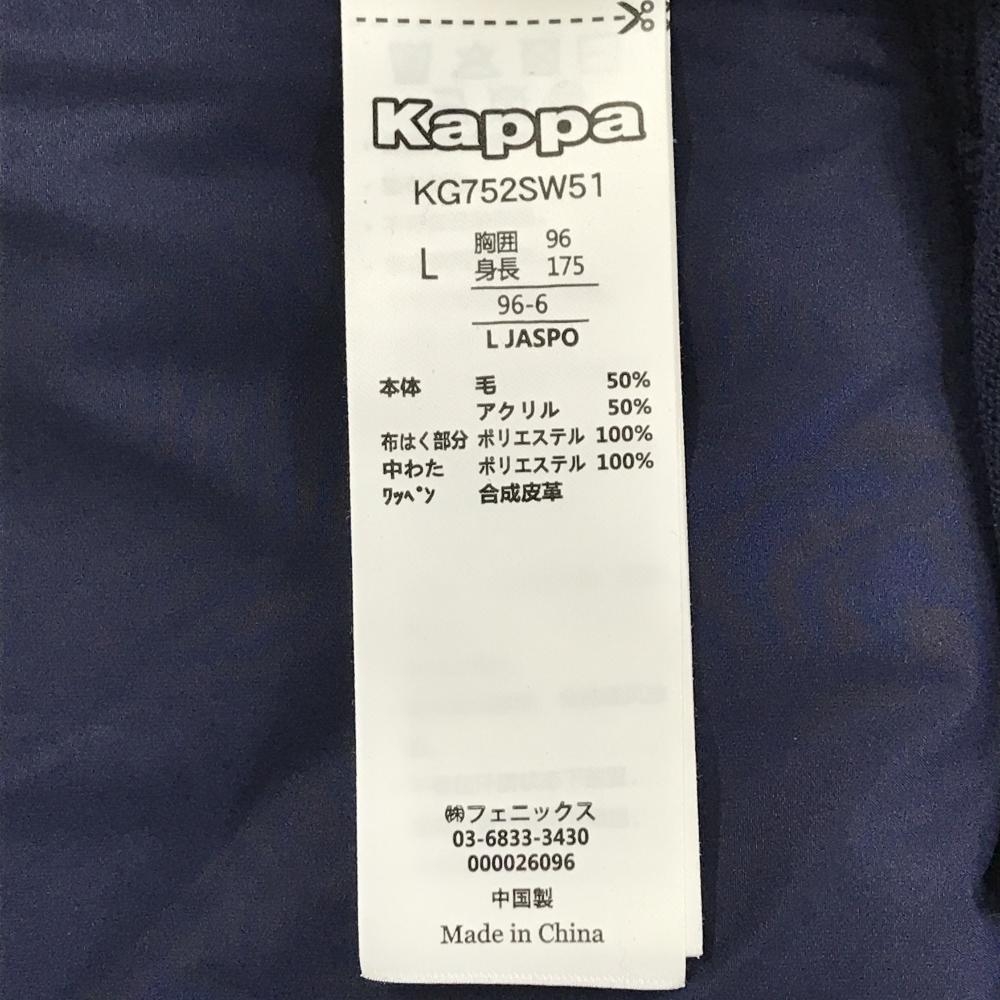 Kappa
KG752SW51
L 胸囲 96
身長 175
96-6
L JASPO
本体 毛 50%
アクリル 50%
布はく部分 ポリエステル 100%
中わた ポリエステル 100%
ﾜｯﾍﾟﾝ 合成皮革
㈱フェニックス
03-6833-3430
000026096
中国製
Made in China